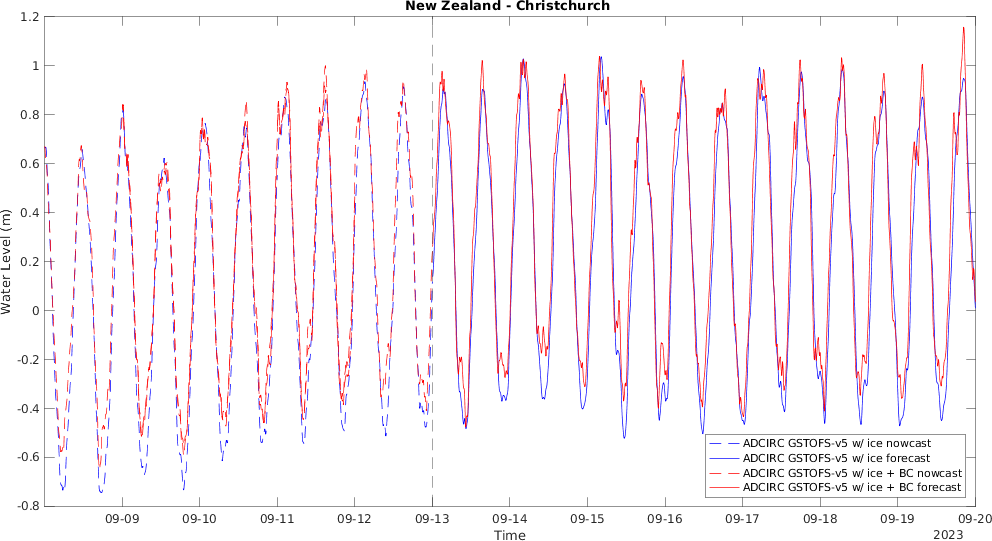 New Zealand - Christchurch
Water Level (m)
1.2
1
0.8
0.6
0.4
0.2
0
-0.2
-0.4
-0.6
-0.8
ADCIRC GSTOFS-v5 w/ ice nowcast
ADCIRC GSTOFS-v5 w/ ice forecast
ADCIRC GSTOFS-v5 w/ ice + BC nowcast
ADCIRC GSTOFS-v5 w/ ice + BC forecast
09-09 09-10 09-11 09-12 09-13 09-14 09-15 09-16 09-17 09-18 09-19 09-20
Time
2023